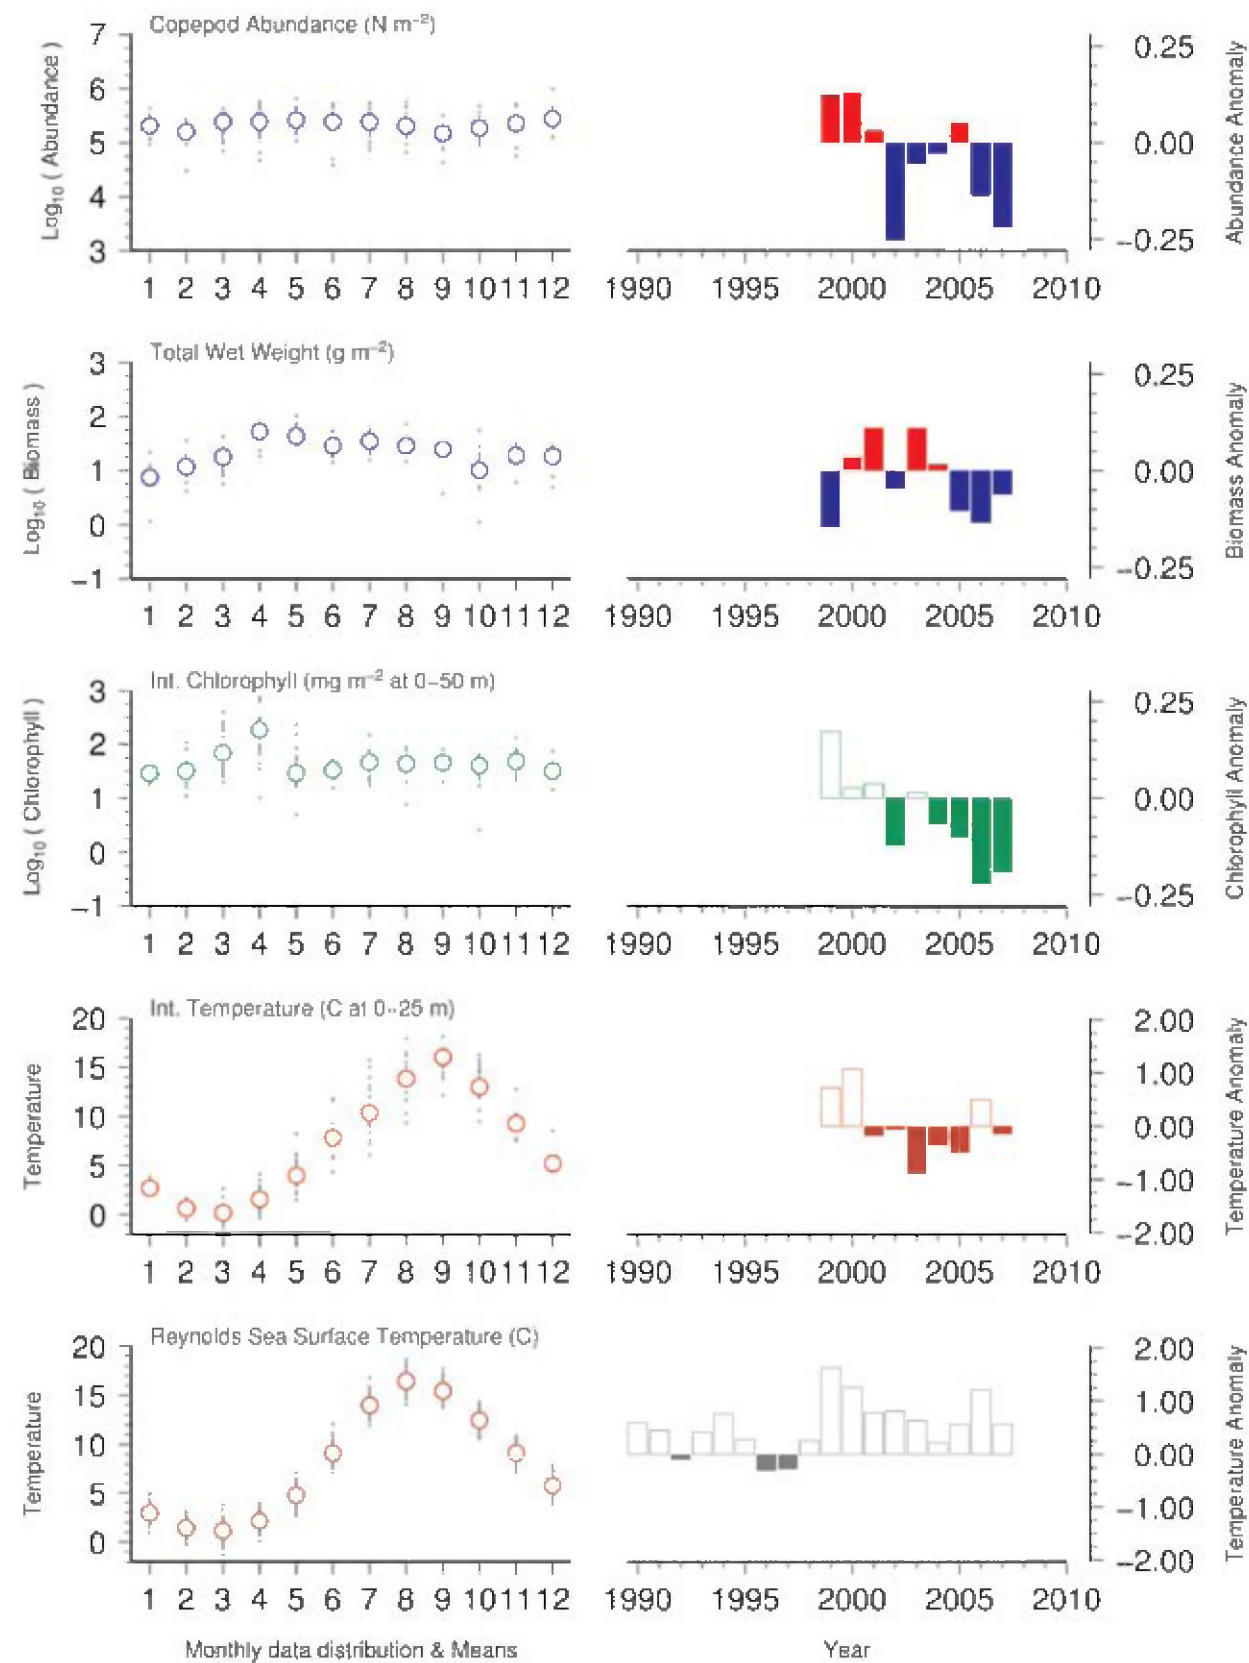 Copepod Abundance (N m⁻²)
7
6
5
4
3
Log₁₀ ( Abundance )
1 2 3 4 5 6 7 8 9 10 11 12
0.25
0.00
−0.25
Abundance Anomaly
1990 1995 2000 2005 2010
Total Wet Weight (g m⁻²)
3
2
1
0
−1
Log₁₀ ( Biomass )
1 2 3 4 5 6 7 8 9 10 11 12
0.25
0.00
−0.25
Biomass Anomaly
1990 1995 2000 2005 2010
Int. Chlorophyll (mg m⁻² at 0−50 m)
3
2
1
0
−1
Log₁₀ ( Chlorophyll )
1 2 3 4 5 6 7 8 9 10 11 12
0.25
0.00
−0.25
Chlorophyll Anomaly
1990 1995 2000 2005 2010
Int. Temperature (C at 0−25 m)
20
15
10
5
0
Temperature
1 2 3 4 5 6 7 8 9 10 11 12
2.00
1.00
0.00
−1.00
−2.00
Temperature Anomaly
1990 1995 2000 2005 2010
Reynolds Sea Surface Temperature (C)
20
15
10
5
0
Temperature
1 2 3 4 5 6 7 8 9 10 11 12
2.00
1.00
0.00
−1.00
−2.00
Temperature Anomaly
1990 1995 2000 2005 2010
Monthly data distribution & Means
Year